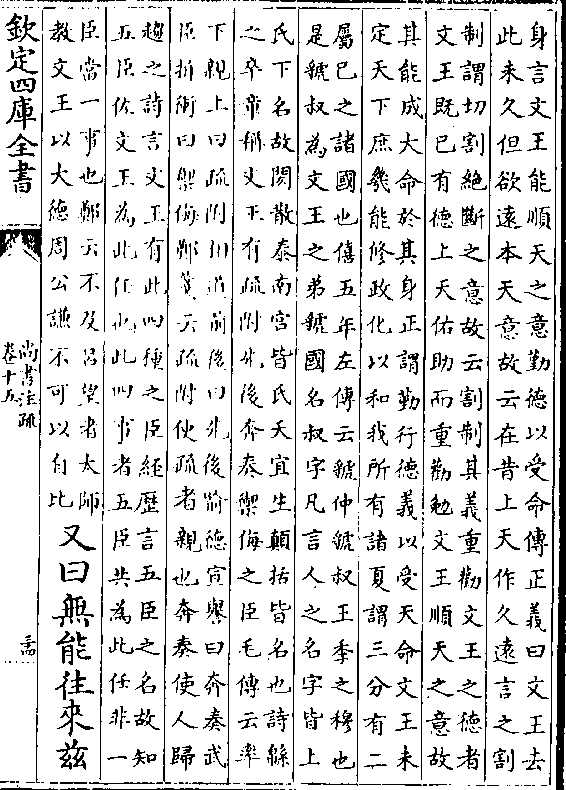 身言文王能順天之意勤德以受命傳正義曰文王去
此未久但欲遠本天意故云在昔上天作久遠言之割
制謂切割絶斷之意故云割制其義重勸文王之德者
文王既已有德上天佑助而重勸勉文王順天之意故
其能成大命於其身正謂勤行德義以受天命文王未
定天下庶幾能修政化以和我所有諸夏謂三分有二
屬已之諸國也僖五年左傳云虢仲虢叔王季之穆也
是虢叔為文王之弟虢國名叔字凡言人之名字皆上
氏下名故閎散泰南宮皆氏夭宜生顛括皆名也詩緜
之卒章稱文王有疏附先後奔奏禦侮之臣毛傳云率
下親上曰疏附相道前後曰先後喻德宣譽曰奔奏武
臣折衝曰禦侮鄭箋云疏附使疏者親也奔奏使人歸
趨之詩言文王有此四種之臣經歷言五臣之名故知
五臣佐文王為此任也此四事者五臣共為此任非一
臣當一事也鄭云不及呂望者太師
教文王以大德周公謙不可以自比
又曰無能往來茲
欽定四庫全書
尚書注疏
卷十五